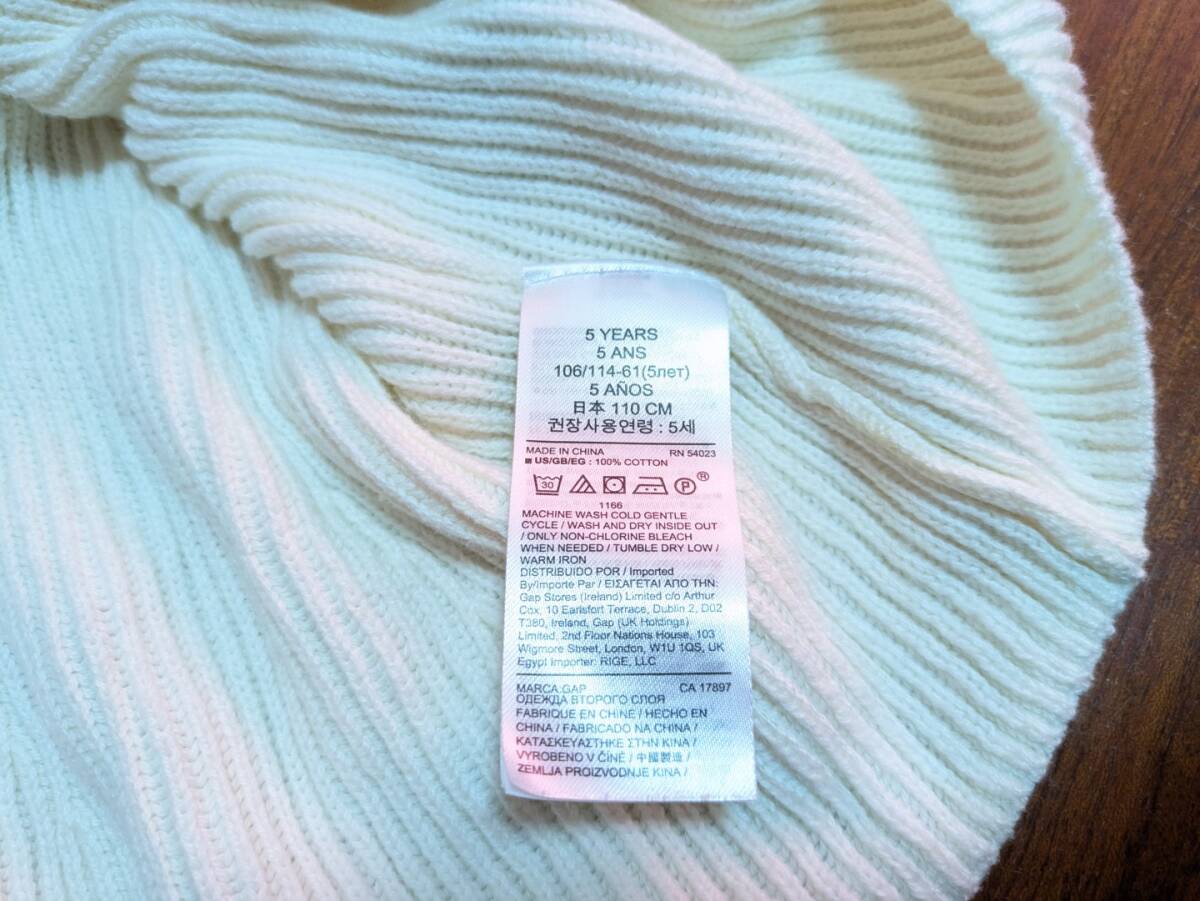 5 YEARS
5 ANS
106/114-61(5лет)
5 AÑOS
日本 110 CM
권장사용연령 : 5세
MADE IN CHINA RN 54023
US/GB/EG : 100% COTTON
30 P ®
1166
MACHINE WASH COLD GENTLE
CYCLE / WASH AND DRY INSIDE OUT
/ ONLY NON-CHLORINE BLEACH
WHEN NEEDED / TUMBLE DRY LOW /
WARM IRON
DISTRIBUIDO POR / Imported
By/Importe Par / ΕΙΣΑΓΕΤΑΙ ΑΠΟ ΤΗΝ:
Gap Stores (Ireland) Limited c/o Arthur
Cox, 10 Earlsfort Terrace, Dublin 2, D02
T380, Ireland, Gap (UK Holdings)
Limited, 2nd Floor Nations House, 103
Wigmore Street, London, W1U 1QS, UK
Egypt Importer: RIGE, LLC
MARCA:GAP CA 17897
ОДЕЖДА ВТОРОГО СЛОЯ
FABRIQUÉ EN CHINE / HECHO EN
CHINA / FABRICADO NA CHINA /
ΚΑΤΑΣΚΕΥΑΣΤΗΚΕ ΣΤΗΝ ΚΙΝΑ /
VYROBENO V ČÍNĚ / 中國製造 /
ZEMLJA PROIZVODNJE KINA /